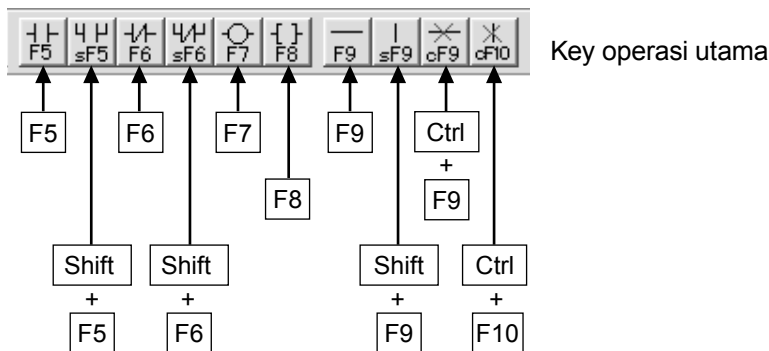 F5 sF5 F6 sF6 F7 F8 F9 sF9 cF9 cF10
Key operasi utama
F5 F6 F7 F9 Ctrl
+
F8 F9
Shift Shift Shift Ctrl
+ + + +
F5 F6 F9 F10